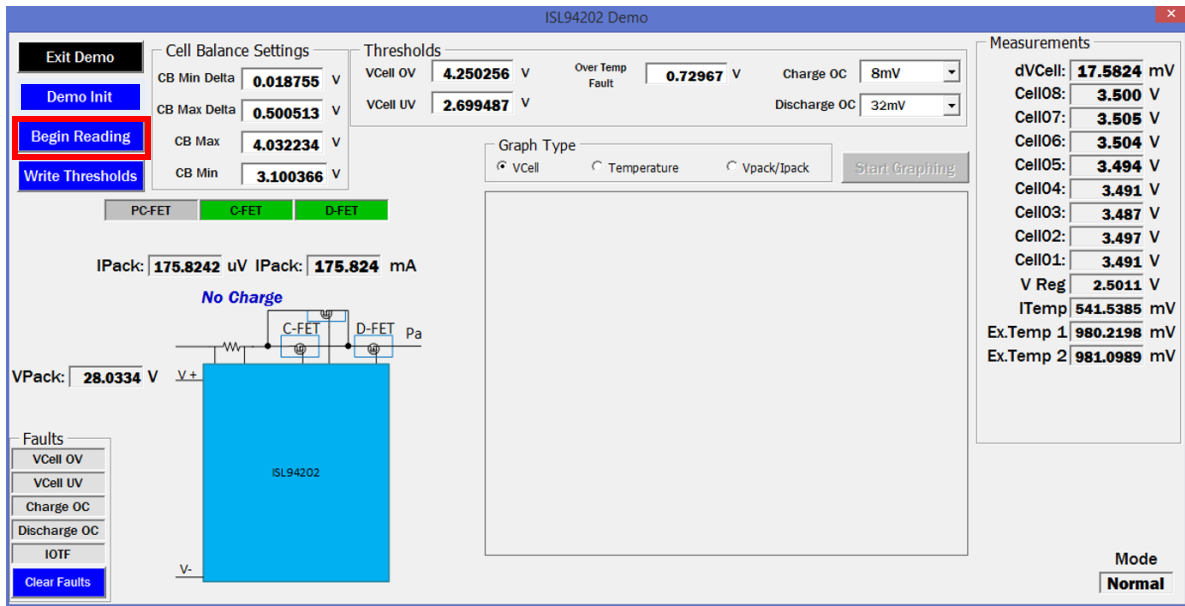 ISL94202 Demo
Exit Demo
Demo Init
Begin Reading
Write Thresholds
Cell Balance Settings
CB Min Delta 0.018755 V
CB Max Delta 0.500513 V
CB Max 4.032234 V
CB Min 3.100366 V
Thresholds
VCell OV 4.250256 V
VCell UV 2.699487 V
Over Temp
Fault
0.72967 V
Charge OC 8mV
Discharge OC 32mV
Graph Type
VCell Temperature Vpack/Ipack
Start Graphing
PC-FET C-FET D-FET
IPack: 175.8242 uV IPack: 175.824 mA
No Charge
C-FET D-FET Pa
VPack: 28.0334 V
V+
ISL94202
V-
Faults
VCell OV
VCell UV
Charge OC
Discharge OC
IOTF
Clear Faults
Measurements
dVCell: 17.5824 mV
Cell08: 3.500 V
Cell07: 3.505 V
Cell06: 3.504 V
Cell05: 3.494 V
Cell04: 3.491 V
Cell03: 3.487 V
Cell02: 3.497 V
Cell01: 3.491 V
V Reg 2.5011 V
ITemp 541.5385 mV
Ex.Temp 1 980.2198 mV
Ex.Temp 2 981.0989 mV
Mode
Normal